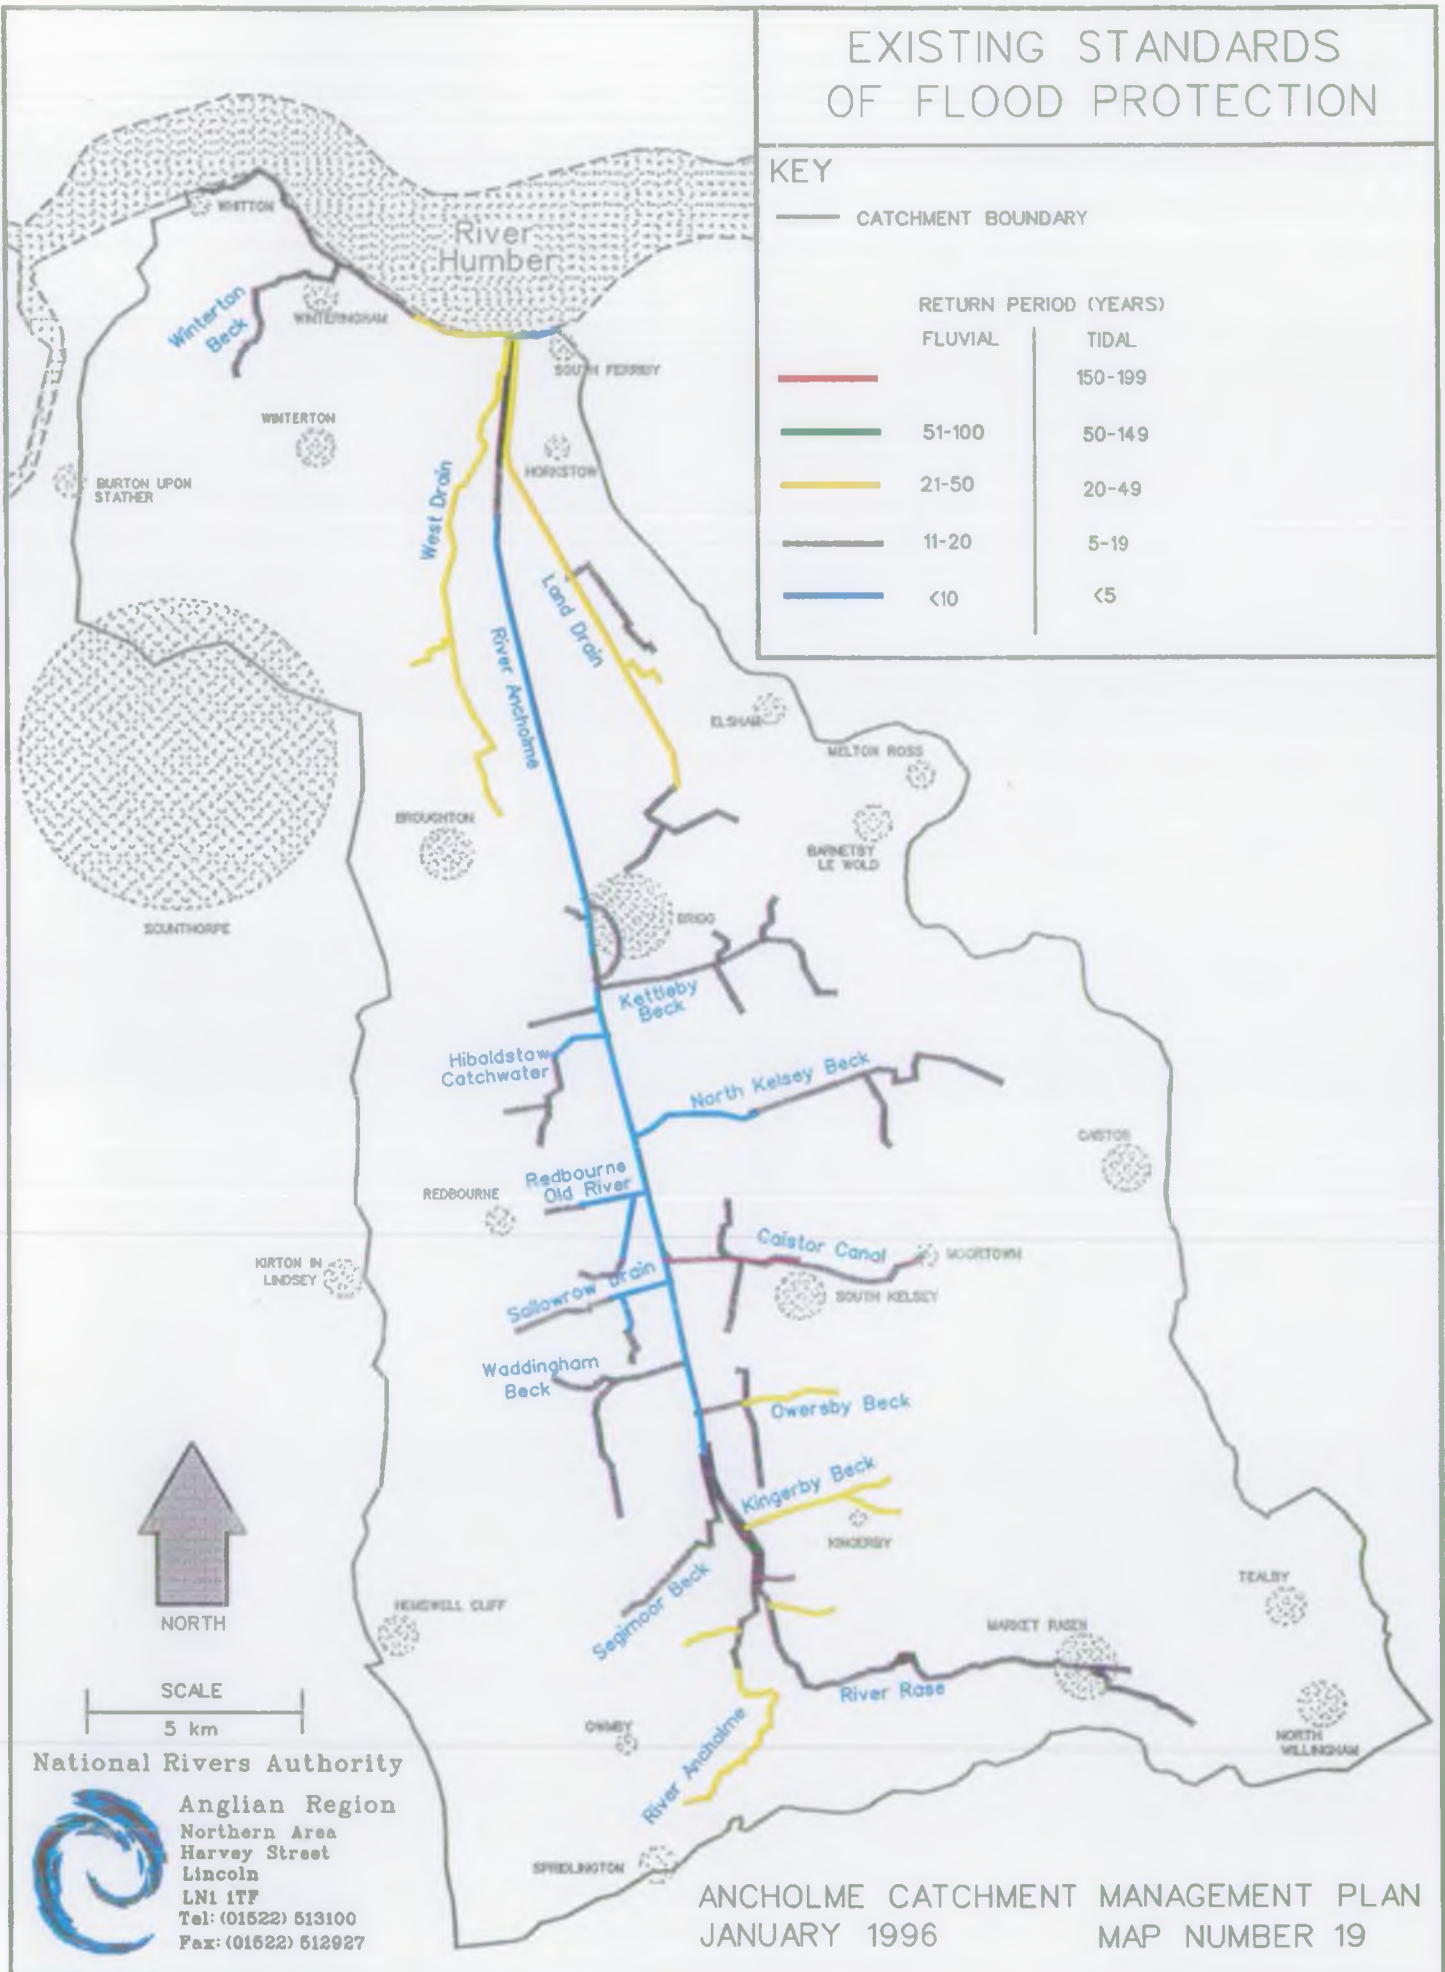 EXISTING STANDARDS
OF FLOOD PROTECTION
KEY
CATCHMENT BOUNDARY
RETURN PERIOD (YEARS)
FLUVIAL TIDAL
150-199
51-100 50-149
21-50 20-49
11-20 5-19
<10 <5
WHITTON
River
Humber
Winterton
Beck
WINTERINGHAM
SOUTH FERRIBY
WINTERTON
HORKSTOW
BURTON UPON
STATHER
West Drain
Land Drain
River Ancholme
ELSHAM
MELTON ROSS
BROUGHTON
BARNETBY
LE WOLD
SCUNTHORPE
BRIGG
Kettleby
Beck
Hibaldstow
Catchwater
North Kelsey Beck
CAISTOR
Redbourne
Old River
REDBOURNE
Caistor Canal
MOORTOWN
KIRTON IN
LINDSEY
Sallowrow Drain
SOUTH KELSEY
Waddingham
Beck
Owersby Beck
Kingerby Beck
KINGERBY
Segimoor Beck
TEALBY
HEMSWELL CLIFF
NORTH
MARKET RASEN
River Rase
SCALE
5 km
OWMBY
River Ancholme
NORTH
WILLINGHAM
National Rivers Authority
Anglian Region
Northern Area
Harvey Street
Lincoln
LN1 1TF
Tel: (01522) 513100
Fax: (01522) 512927
SPRIDLINGTON
ANCHOLME CATCHMENT MANAGEMENT PLAN
JANUARY 1996 MAP NUMBER 19